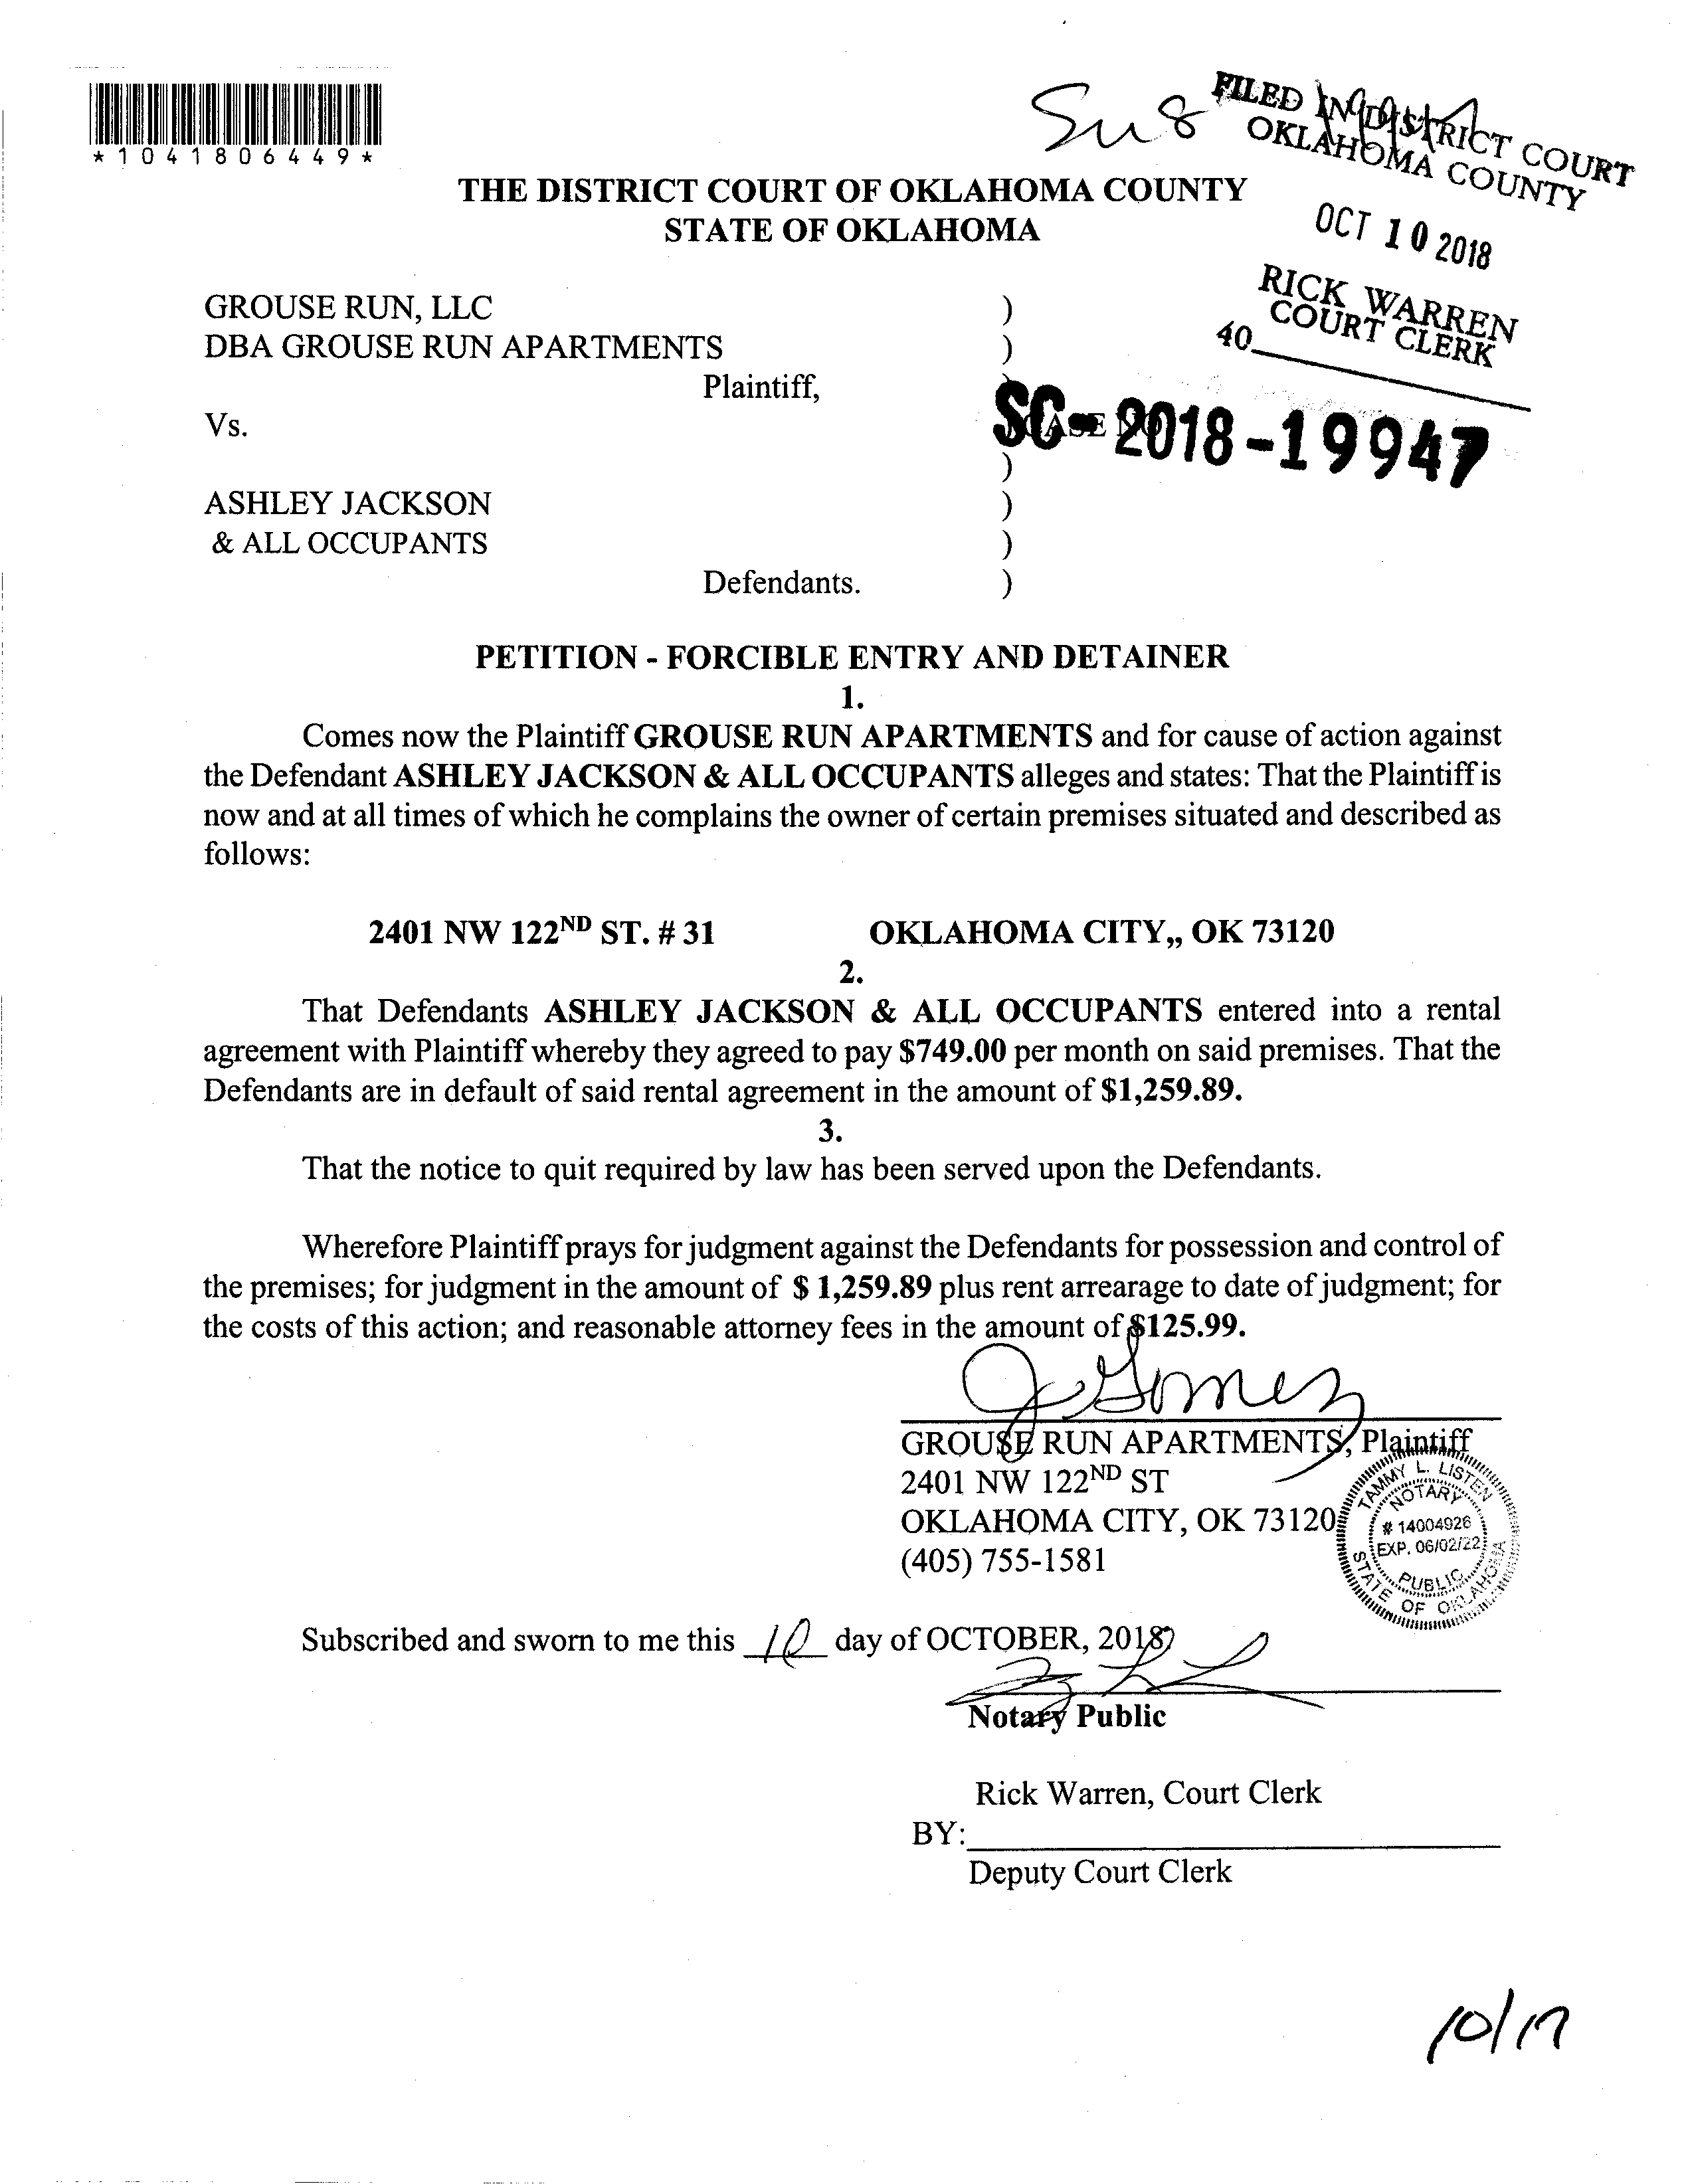 *1041806449*
FILED IN DISTRICT COURT
OKLAHOMA COUNTY
OCT 10 2018
RICK WARREN
COURT CLERK
40
THE DISTRICT COURT OF OKLAHOMA COUNTY
STATE OF OKLAHOMA
GROUSE RUN, LLC )
DBA GROUSE RUN APARTMENTS )
Plaintiff, )
Vs. CASE NO
SC-2018-19947
)
ASHLEY JACKSON )
& ALL OCCUPANTS )
Defendants. )
PETITION - FORCIBLE ENTRY AND DETAINER
1.
Comes now the Plaintiff GROUSE RUN APARTMENTS and for cause of action against
the Defendant ASHLEY JACKSON & ALL OCCUPANTS alleges and states: That the Plaintiff is
now and at all times of which he complains the owner of certain premises situated and described as
follows:
2401 NW 122ND ST. # 31 OKLAHOMA CITY,, OK 73120
2.
That Defendants ASHLEY JACKSON & ALL OCCUPANTS entered into a rental
agreement with Plaintiff whereby they agreed to pay $749.00 per month on said premises. That the
Defendants are in default of said rental agreement in the amount of $1,259.89.
3.
That the notice to quit required by law has been served upon the Defendants.
Wherefore Plaintiff prays for judgment against the Defendants for possession and control of
the premises; for judgment in the amount of $ 1,259.89 plus rent arrearage to date of judgment; for
the costs of this action; and reasonable attorney fees in the amount of $125.99.
J Gomez
GROUSE RUN APARTMENTS, Plaintiff
2401 NW 122ND ST
OKLAHOMA CITY, OK 73120
(405) 755-1581
TAMMY L. LISTEN
NOTARY
# 14004926
EXP. 06/02/22
PUBLIC
STATE OF OKLAHOMA
Subscribed and sworn to me this 10 day of OCTOBER, 2018
Notary Public
Rick Warren, Court Clerk
BY:
Deputy Court Clerk
10/17